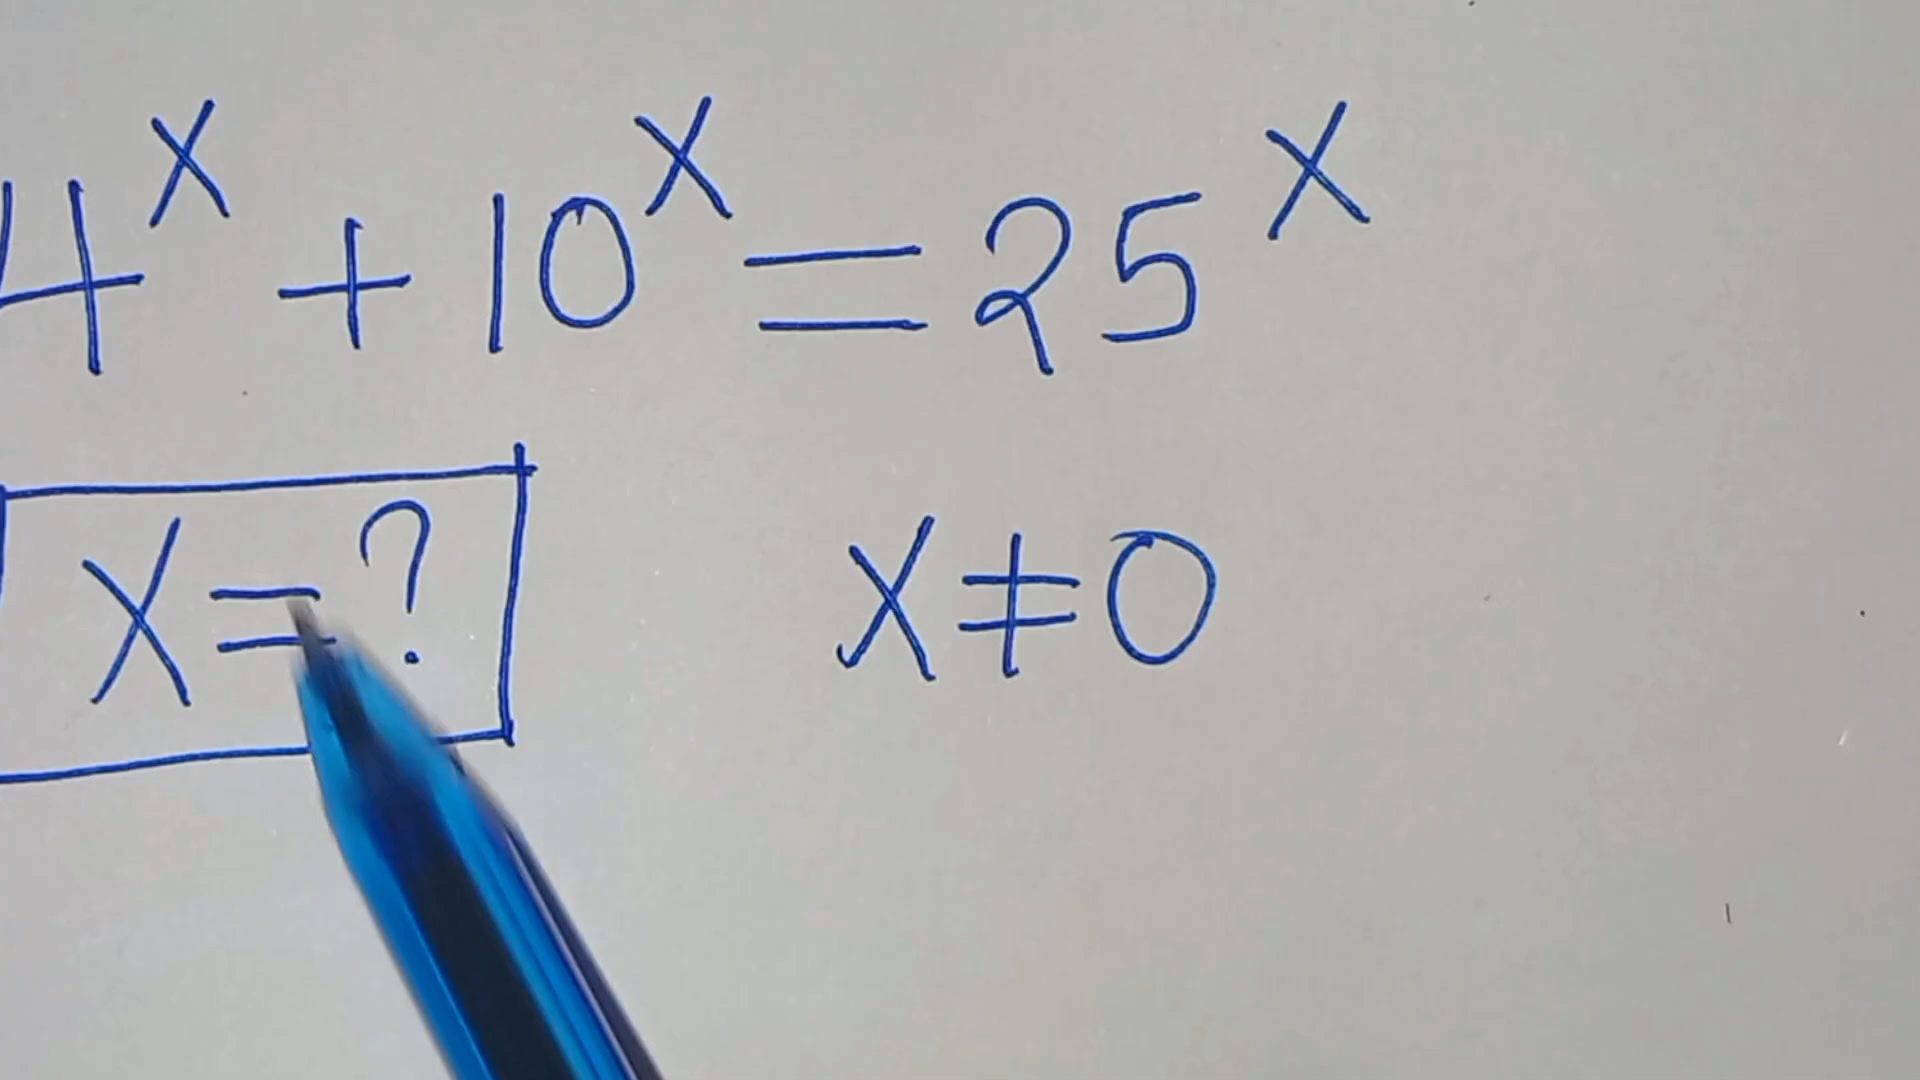 4^x + 10^x = 25^x
x = ? x ≠ 0